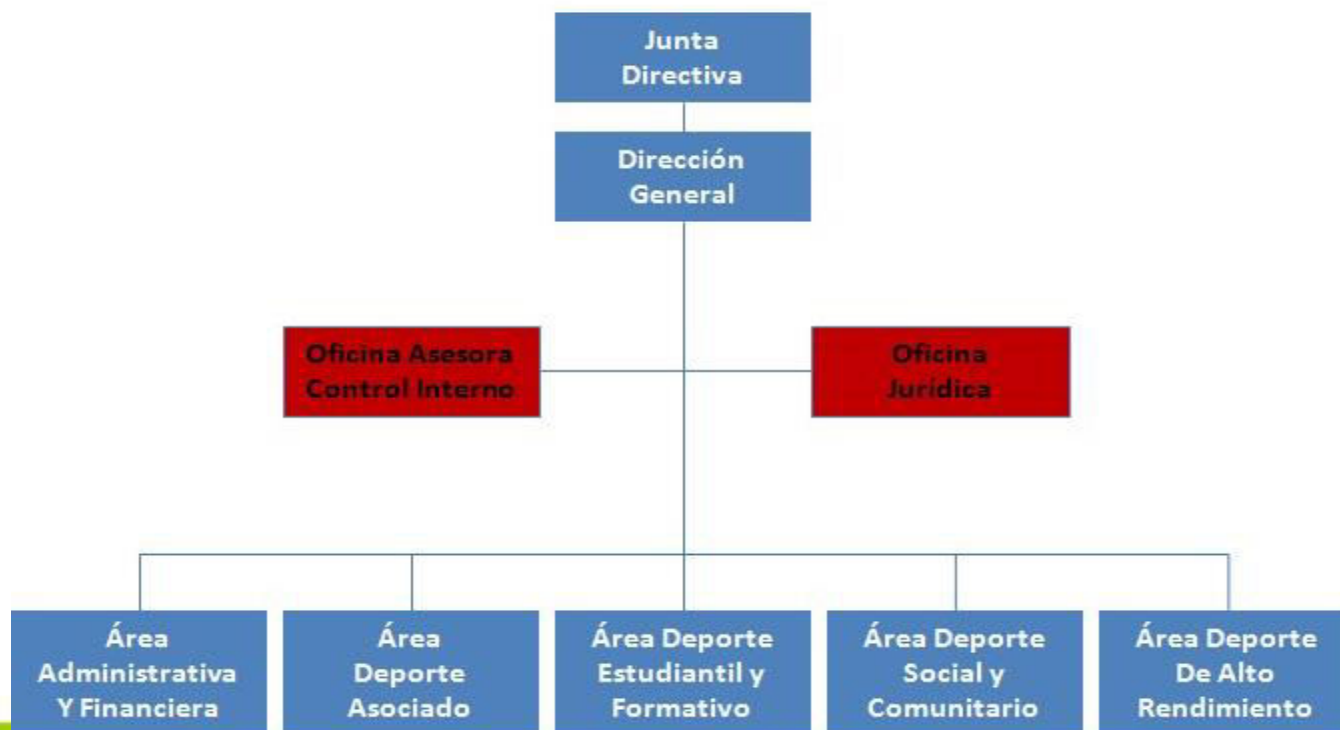 Junta
Directiva
Dirección
General
Oficina Asesora
Control Interno
Oficina
Jurídica
Área
Administrativa
Y Financiera
Área
Deporte
Asociado
Área Deporte
Estudiantil y
Formativo
Área Deporte
Social y
Comunitario
Área Deporte
De Alto
Rendimiento